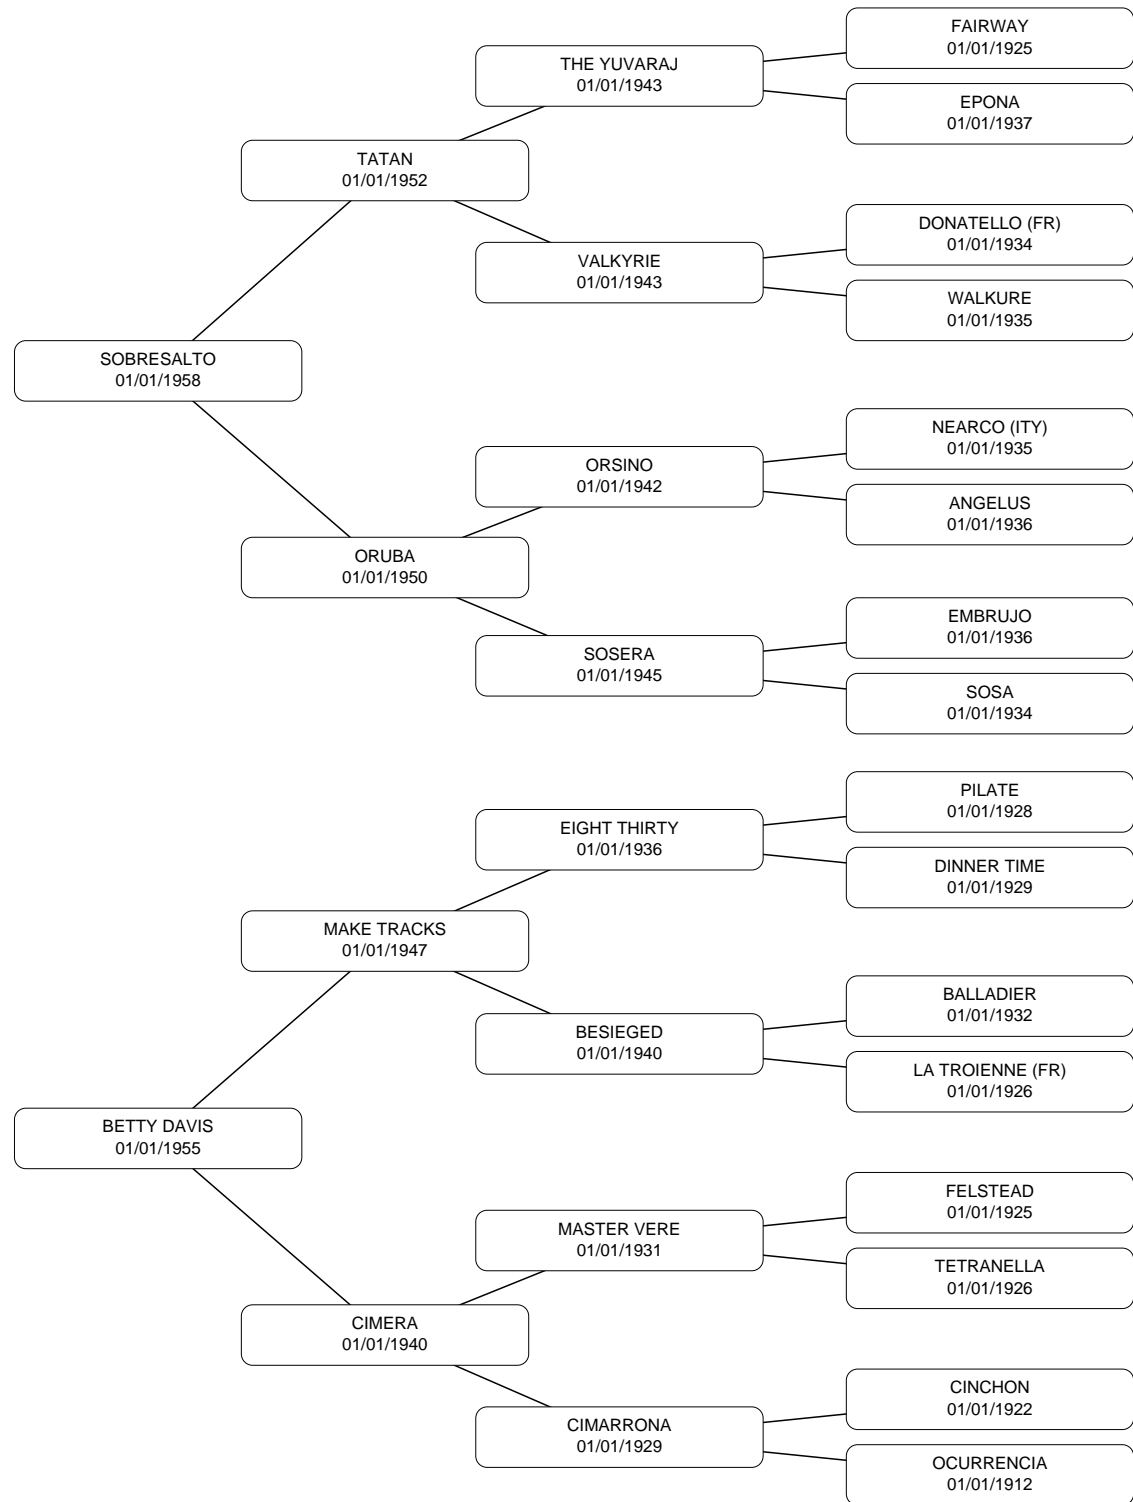 FAIRWAY
01/01/1925
THE YUVARAJ
01/01/1943
EPONA
01/01/1937
TATAN
01/01/1952
DONATELLO (FR)
01/01/1934
VALKYRIE
01/01/1943
WALKURE
01/01/1935
SOBRESALTO
01/01/1958
NEARCO (ITY)
01/01/1935
ORSINO
01/01/1942
ANGELUS
01/01/1936
ORUBA
01/01/1950
EMBRUJO
01/01/1936
SOSERA
01/01/1945
SOSA
01/01/1934
PILATE
01/01/1928
EIGHT THIRTY
01/01/1936
DINNER TIME
01/01/1929
MAKE TRACKS
01/01/1947
BALLADIER
01/01/1932
BESIEGED
01/01/1940
LA TROIENNE (FR)
01/01/1926
BETTY DAVIS
01/01/1955
FELSTEAD
01/01/1925
MASTER VERE
01/01/1931
TETRANELLA
01/01/1926
CIMERA
01/01/1940
CINCHON
01/01/1922
CIMARRONA
01/01/1929
OCURRENCIA
01/01/1912